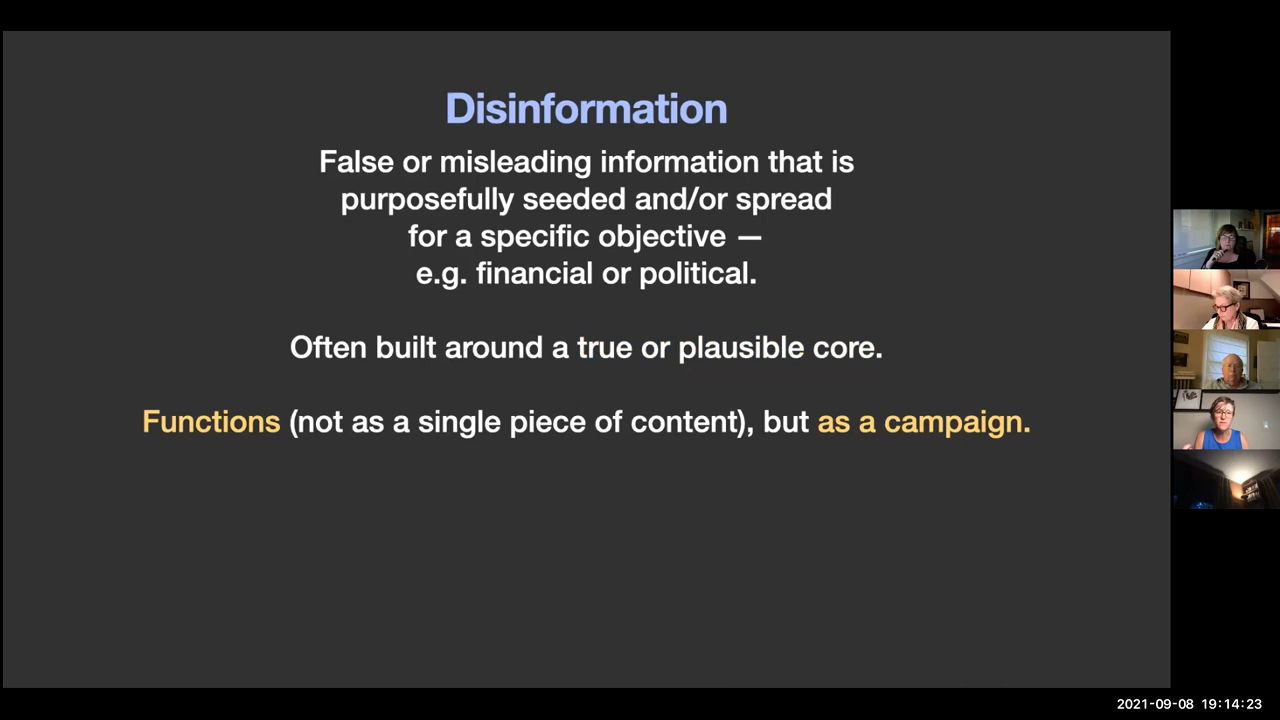 Disinformation
False or misleading information that is
purposefully seeded and/or spread
for a specific objective —
e.g. financial or political.
Often built around a true or plausible core.
Functions (not as a single piece of content), but as a campaign.
2021-09-08 19:14:23